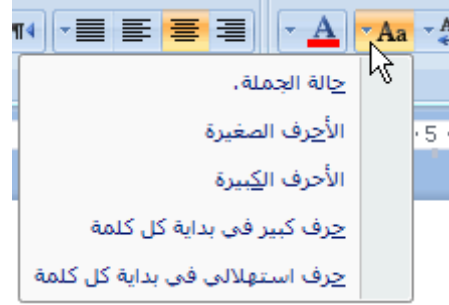 A
Aa
5
حالة الجملة.
الأحرف الصغيرة
الأحرف الكبيرة
حرف كبير في بداية كل كلمة
حرف استهلالي في بداية كل كلمة